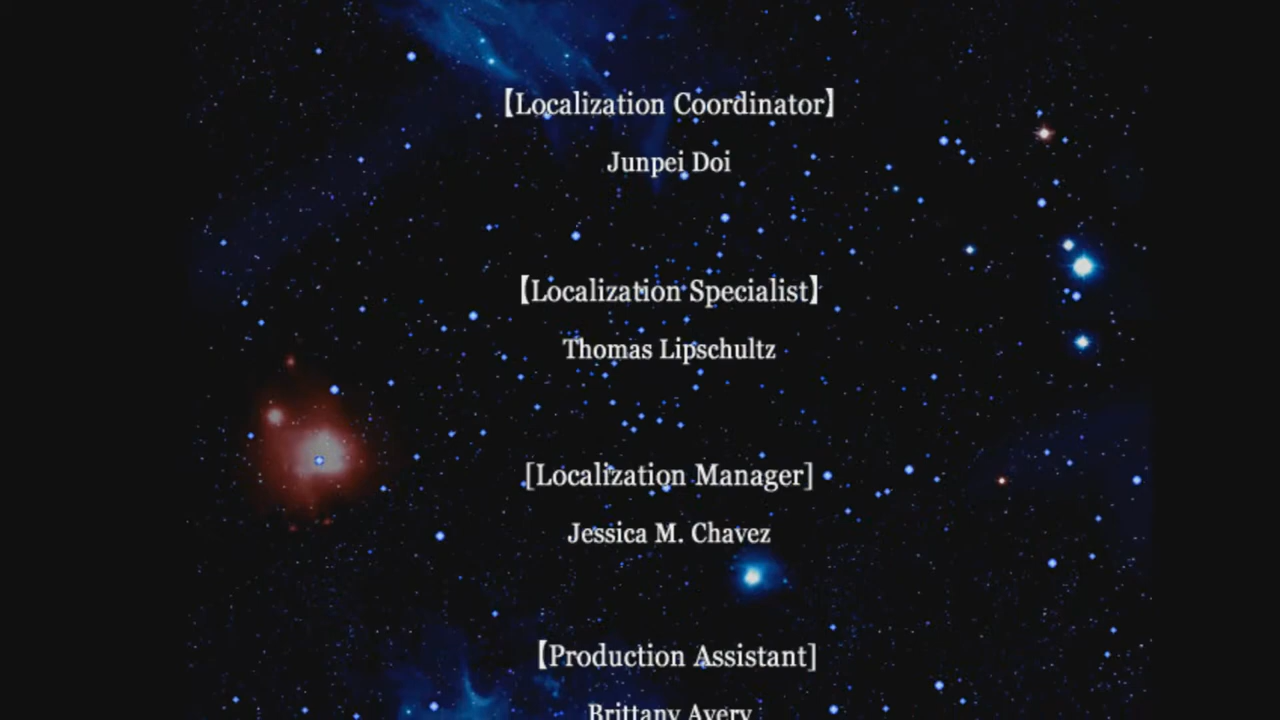 【Localization Coordinator】
Junpei Doi
【Localization Specialist】
Thomas Lipschultz
[Localization Manager]
Jessica M. Chavez
【Production Assistant]
Brittany Avery